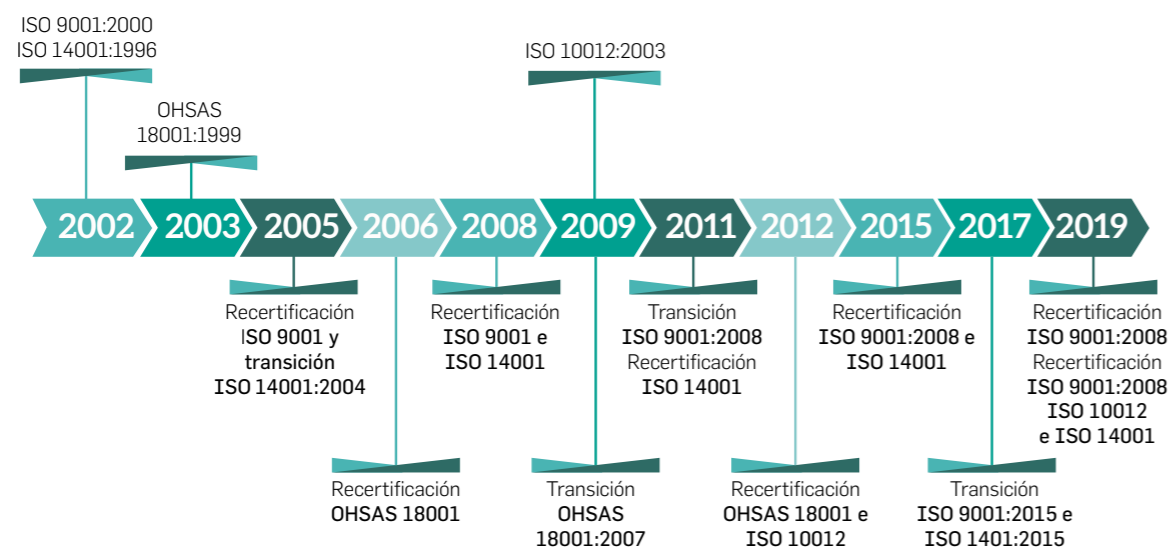 ISO 9001:2000
ISO 14001:1996
OHSAS
18001:1999
ISO 10012:2003
2002
2003
2005
2006
2008
2009
2011
2012
2015
2017
2019
Recertificación
ISO 9001 y
transición
ISO 14001:2004
Recertificación
ISO 9001 e
ISO 14001
Transición
ISO 9001:2008
Recertificación
ISO 14001
Recertificación
ISO 9001:2008 e
ISO 14001
Recertificación
ISO 9001:2008
Recertificación
ISO 9001:2008
ISO 10012
e ISO 14001
Recertificación
OHSAS 18001
Transición
OHSAS
18001:2007
Recertificación
OHSAS 18001 e
ISO 10012
Transición
ISO 9001:2015 e
ISO 1401:2015